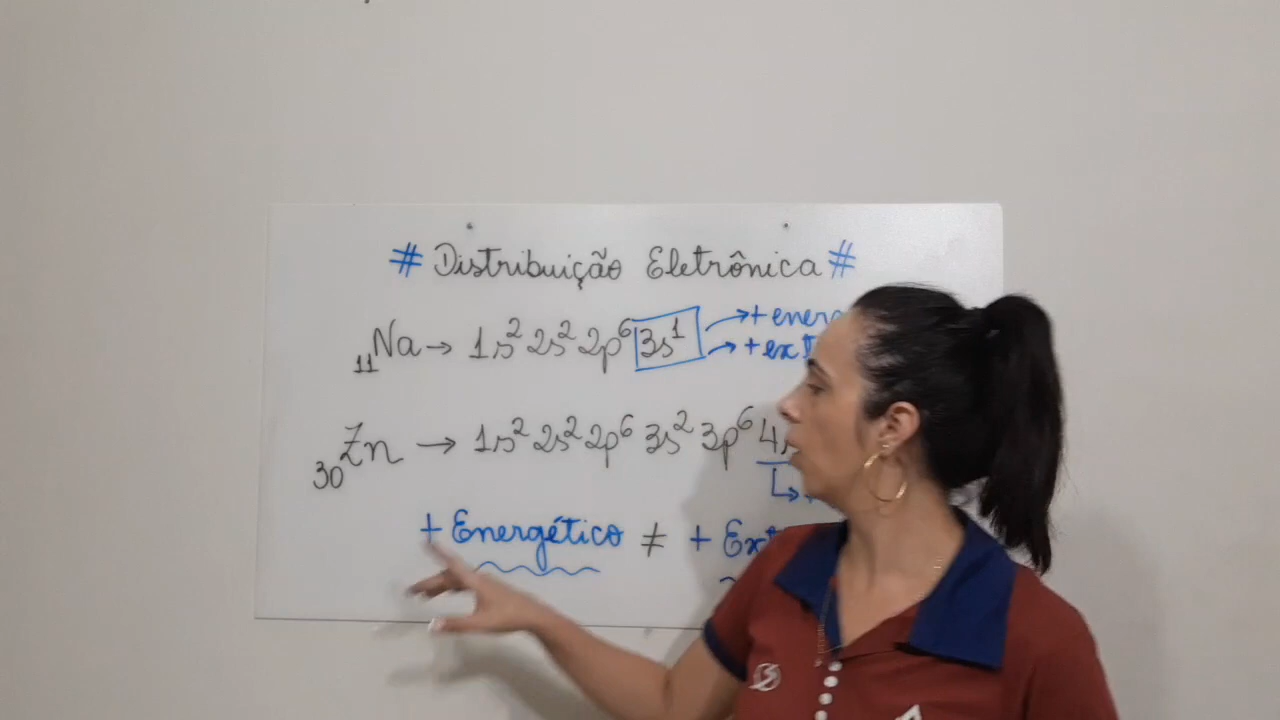 # Distribuição Eletrônica #
₁₁Na → 1s² 2s² 2p⁶ 3s¹ → +
→ +
₃₀Zn → 1s² 2s² 2p⁶ 3s² 3p⁶
+ Energético ≠ +